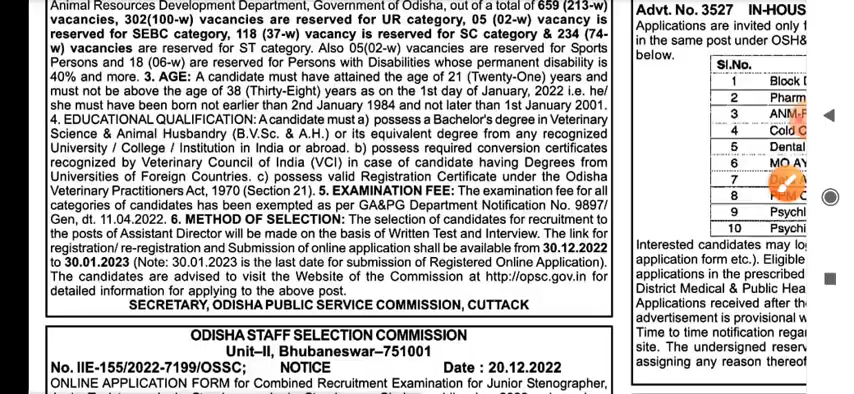 Animal Resources Development Department, Government of Odisha, out of a total of 659 (213-w)
vacancies, 302(100-w) vacancies are reserved for UR category, 05 (02-w) vacancy is
reserved for SEBC category, 118 (37-w) vacancy is reserved for SC category & 234 (74-
w) vacancies are reserved for ST category. Also 05(02-w) vacancies are reserved for Sports
Persons and 18 (06-w) are reserved for Persons with Disabilities whose permanent disability is
40% and more. 3. AGE: A candidate must have attained the age of 21 (Twenty-One) years and
must not be above the age of 38 (Thirty-Eight) years as on the 1st day of January, 2022 i.e. he/
she must have been born not earlier than 2nd January 1984 and not later than 1st January 2001.
4. EDUCATIONAL QUALIFICATION: A candidate must a) possess a Bachelor's degree in Veterinary
Science & Animal Husbandry (B.V.Sc. & A.H.) or its equivalent degree from any recognized
University / College / Institution in India or abroad. b) possess required conversion certificates
recognized by Veterinary Council of India (VCI) in case of candidate having Degrees from
Universities of Foreign Countries. c) possess valid Registration Certificate under the Odisha
Veterinary Practitioners Act, 1970 (Section 21). 5. EXAMINATION FEE: The examination fee for all
categories of candidates has been exempted as per GA&PG Department Notification No. 9897/
Gen, dt. 11.04.2022. 6. METHOD OF SELECTION: The selection of candidates for recruitment to
the posts of Assistant Director will be made on the basis of Written Test and Interview. The link for
registration/ re-registration and Submission of online application shall be available from 30.12.2022
to 30.01.2023 (Note: 30.01.2023 is the last date for submission of Registered Online Application).
The candidates are advised to visit the Website of the Commission at http://opsc.gov.in for
detailed information for applying to the above post.
SECRETARY, ODISHA PUBLIC SERVICE COMMISSION, CUTTACK
ODISHA STAFF SELECTION COMMISSION
Unit–II, Bhubaneswar–751001
No. IIE-155/2022-7199/OSSC; NOTICE Date : 20.12.2022
ONLINE APPLICATION FORM for Combined Recruitment Examination for Junior Stenographer,
Advt. No. 3527 IN-HOUS
Applications are invited only f
in the same post under OSH&
below.
Sl.No.
1 Block
2 Pharm
3 ANM-
4 Cold C
5 Dental
6 MO AY
7
8
9 Psychi
10 Psychi
Interested candidates may lo
application form etc.). Eligible
applications in the prescribed
District Medical & Public Hea
Applications received after th
advertisement is provisional w
Time to time notification regar
site. The undersigned reserv
assigning any reason thereof